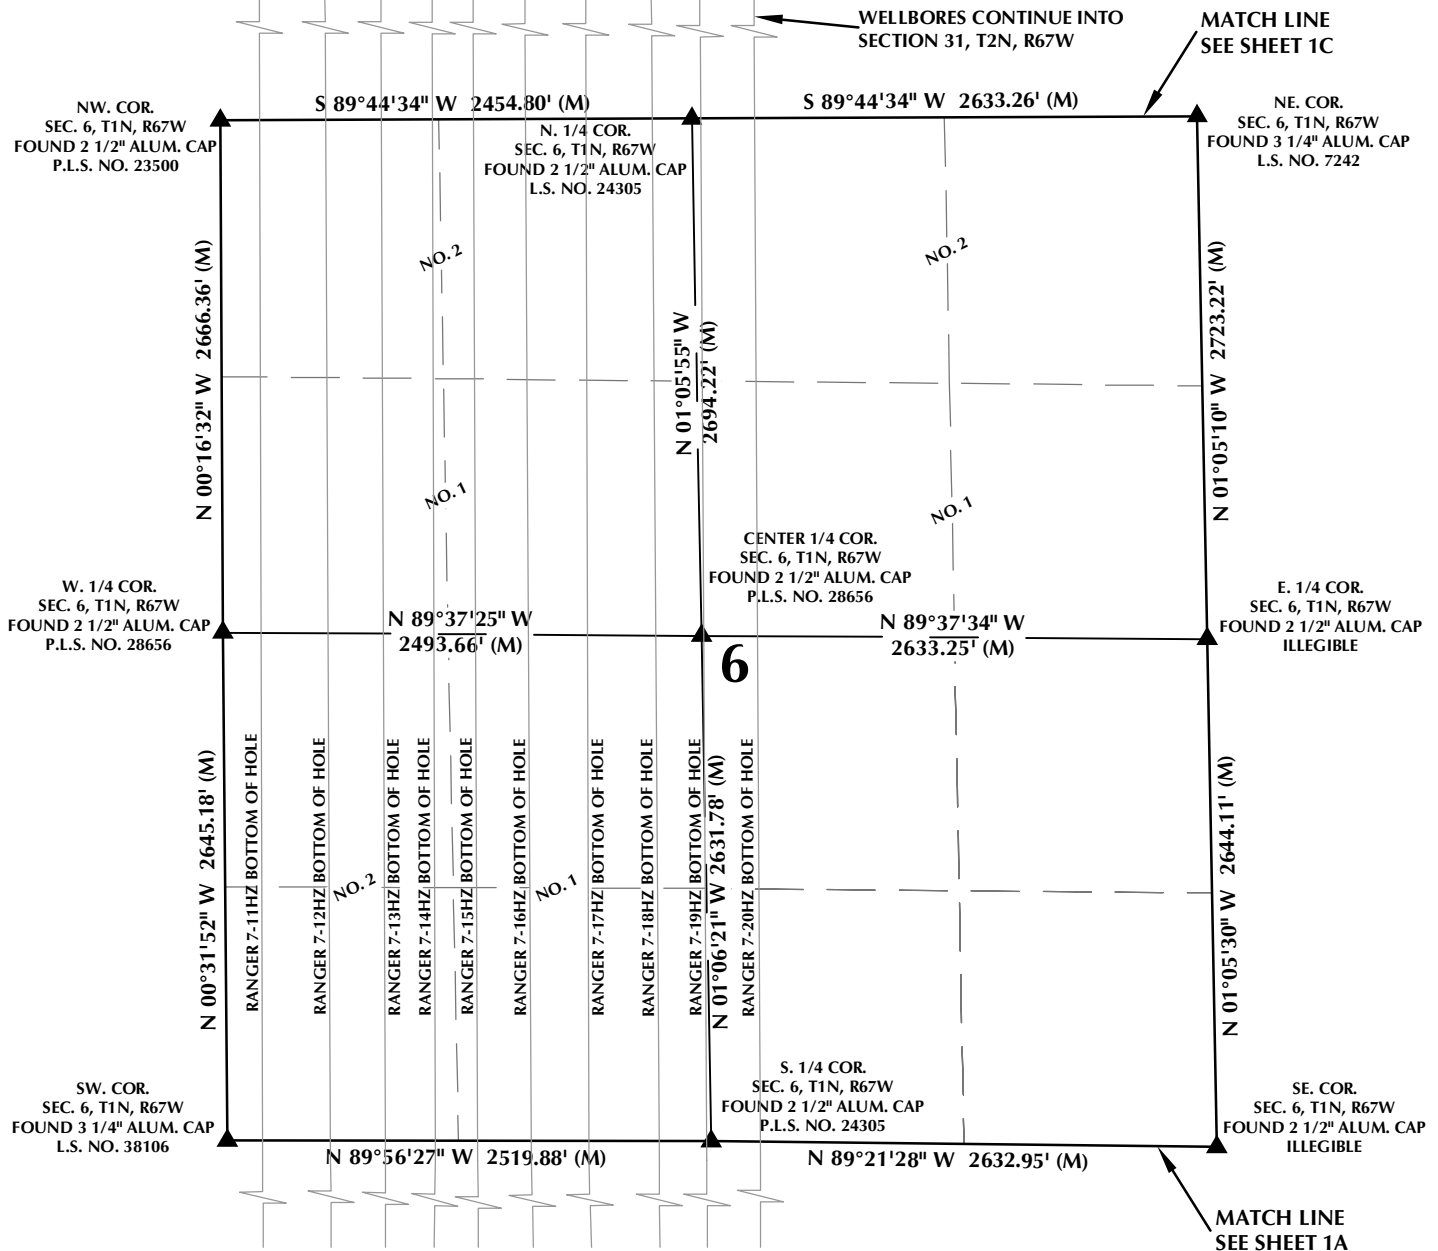 WELLBORES CONTINUE INTO
SECTION 31, T2N, R67W
MATCH LINE
SEE SHEET 1C
NW. COR.
SEC. 6, T1N, R67W
FOUND 2 1/2" ALUM. CAP
P.L.S. NO. 23500
S 89°44'34" W 2454.80' (M)
N. 1/4 COR.
SEC. 6, T1N, R67W
FOUND 2 1/2" ALUM. CAP
L.S. NO. 24305
S 89°44'34" W 2633.26' (M)
NE. COR.
SEC. 6, T1N, R67W
FOUND 3 1/4" ALUM. CAP
L.S. NO. 7242
N 00°16'32" W 2666.36' (M)
NO. 2
NO. 1
N 01°05'55" W
2694.22' (M)
NO. 2
NO. 1
N 01°05'10" W 2723.22' (M)
W. 1/4 COR.
SEC. 6, T1N, R67W
FOUND 2 1/2" ALUM. CAP
P.L.S. NO. 28656
N 89°37'25" W
2493.66' (M)
CENTER 1/4 COR.
SEC. 6, T1N, R67W
FOUND 2 1/2" ALUM. CAP
P.L.S. NO. 28656
6
N 89°37'34" W
2633.25' (M)
E. 1/4 COR.
SEC. 6, T1N, R67W
FOUND 2 1/2" ALUM. CAP
ILLEGIBLE
N 00°31'52" W 2645.18' (M)
RANGER 7-11HZ BOTTOM OF HOLE
RANGER 7-12HZ BOTTOM OF HOLE
NO. 2
RANGER 7-13HZ BOTTOM OF HOLE
RANGER 7-14HZ BOTTOM OF HOLE
RANGER 7-15HZ BOTTOM OF HOLE
RANGER 7-16HZ BOTTOM OF HOLE
NO. 1
RANGER 7-17HZ BOTTOM OF HOLE
RANGER 7-18HZ BOTTOM OF HOLE
RANGER 7-19HZ BOTTOM OF HOLE
N 01°06'21" W 2631.78' (M)
RANGER 7-20HZ BOTTOM OF HOLE
N 01°05'30" W 2644.11' (M)
SW. COR.
SEC. 6, T1N, R67W
FOUND 3 1/4" ALUM. CAP
L.S. NO. 38106
N 89°56'27" W 2519.88' (M)
S. 1/4 COR.
SEC. 6, T1N, R67W
FOUND 2 1/2" ALUM. CAP
P.L.S. NO. 24305
N 89°21'28" W 2632.95' (M)
SE. COR.
SEC. 6, T1N, R67W
FOUND 2 1/2" ALUM. CAP
ILLEGIBLE
MATCH LINE
SEE SHEET 1A